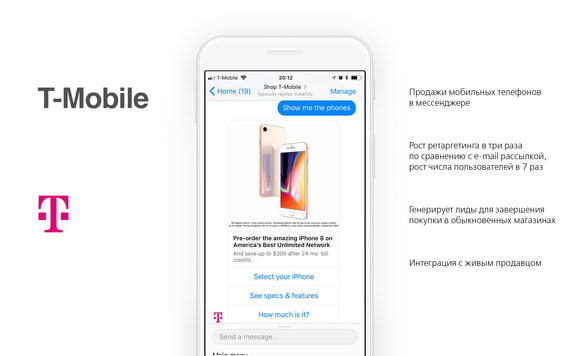 T-Mobile
T-Mobile
20:12
Home (19)
Shop T-Mobile
Typically replies instantly
Manage
Show me the phones
Pre-order the amazing iPhone 8 on
America's Best Unlimited Network
And save up to $300 after 24 mo. bill
credits.
Select your iPhone
See specs & features
How much is it?
Send a message...
Main menu
Продажи мобильных телефонов
в мессенджере
Рост ретаргетинга в три раза
по сравнению с e-mail рассылкой,
рост числа пользователей в 7 раз
Генерирует лиды для завершения
покупки в обыкновенных магазинах
Интеграция с живым продавцом